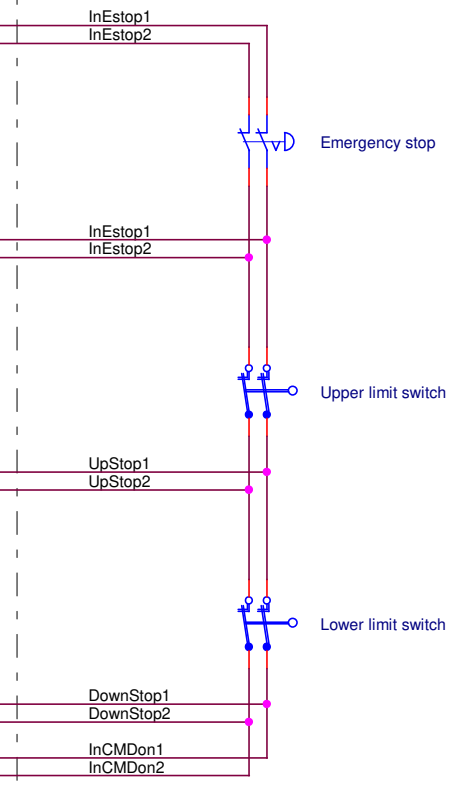 InEstop1
InEstop2
Emergency stop
InEstop1
InEstop2
Upper limit switch
UpStop1
UpStop2
Lower limit switch
DownStop1
DownStop2
InCMDon1
InCMDon2